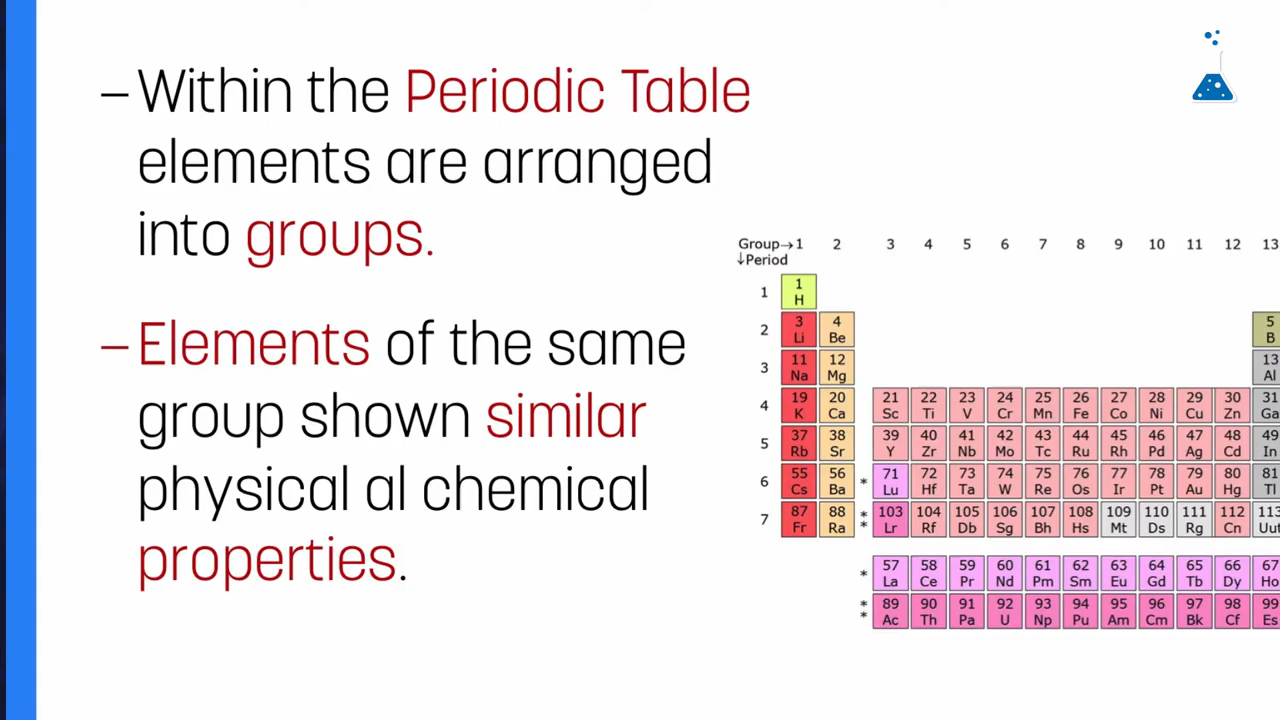 – Within the Periodic Table
elements are arranged
into groups.
– Elements of the same
group shown similar
physical al chemical
properties.
Group→ 1 2 3 4 5 6 7 8 9 10 11 12 13
↓Period
1
1
H
2
3 4 5
Li Be B
3
11 12 13
Na Mg Al
4
19 20 21 22 23 24 25 26 27 28 29 30 31
K Ca Sc Ti V Cr Mn Fe Co Ni Cu Zn Ga
5
37 38 39 40 41 42 43 44 45 46 47 48 49
Rb Sr Y Zr Nb Mo Tc Ru Rh Pd Ag Cd In
6
55 56 * 71 72 73 74 75 76 77 78 79 80 81
Cs Ba Lu Hf Ta W Re Os Ir Pt Au Hg Tl
7
87 88 * 103 104 105 106 107 108 109 110 111 112 113
Fr Ra * Lr Rf Db Sg Bh Hs Mt Ds Rg Cn Uut
* 57 58 59 60 61 62 63 64 65 66 67
La Ce Pr Nd Pm Sm Eu Gd Tb Dy Ho
* 89 90 91 92 93 94 95 96 97 98 99
* Ac Th Pa U Np Pu Am Cm Bk Cf Es